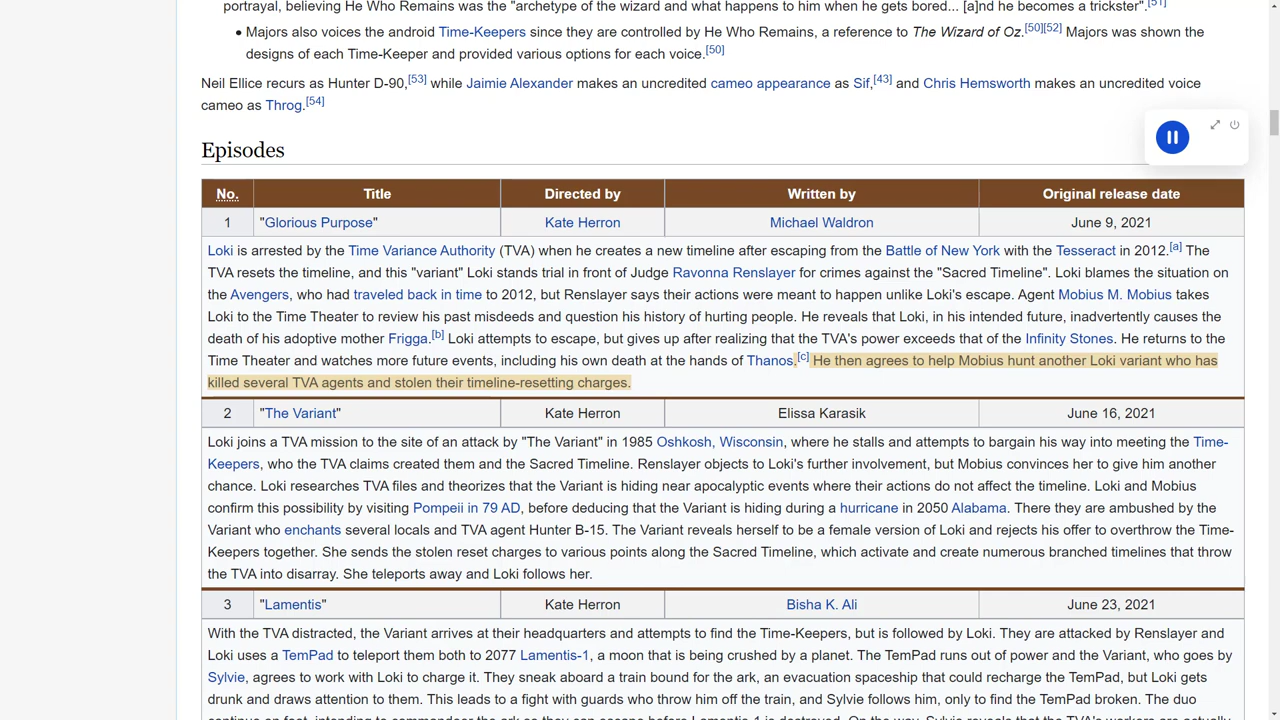 portrayal, believing He Who Remains was the "archetype of the wizard and what happens to him when he gets bored... [a]nd he becomes a trickster".[51]
• Majors also voices the android Time-Keepers since they are controlled by He Who Remains, a reference to The Wizard of Oz.[50][52] Majors was shown the
designs of each Time-Keeper and provided various options for each voice.[50]
Neil Ellice recurs as Hunter D-90,[53] while Jaimie Alexander makes an uncredited cameo appearance as Sif,[43] and Chris Hemsworth makes an uncredited voice
cameo as Throg.[54]
Episodes
No. Title Directed by Written by Original release date
1 "Glorious Purpose" Kate Herron Michael Waldron June 9, 2021
Loki is arrested by the Time Variance Authority (TVA) when he creates a new timeline after escaping from the Battle of New York with the Tesseract in 2012.[a] The
TVA resets the timeline, and this "variant" Loki stands trial in front of Judge Ravonna Renslayer for crimes against the "Sacred Timeline". Loki blames the situation on
the Avengers, who had traveled back in time to 2012, but Renslayer says their actions were meant to happen unlike Loki's escape. Agent Mobius M. Mobius takes
Loki to the Time Theater to review his past misdeeds and question his history of hurting people. He reveals that Loki, in his intended future, inadvertently causes the
death of his adoptive mother Frigga.[b] Loki attempts to escape, but gives up after realizing that the TVA's power exceeds that of the Infinity Stones. He returns to the
Time Theater and watches more future events, including his own death at the hands of Thanos.[c] He then agrees to help Mobius hunt another Loki variant who has
killed several TVA agents and stolen their timeline-resetting charges.
2 "The Variant" Kate Herron Elissa Karasik June 16, 2021
Loki joins a TVA mission to the site of an attack by "The Variant" in 1985 Oshkosh, Wisconsin, where he stalls and attempts to bargain his way into meeting the Time-
Keepers, who the TVA claims created them and the Sacred Timeline. Renslayer objects to Loki's further involvement, but Mobius convinces her to give him another
chance. Loki researches TVA files and theorizes that the Variant is hiding near apocalyptic events where their actions do not affect the timeline. Loki and Mobius
confirm this possibility by visiting Pompeii in 79 AD, before deducing that the Variant is hiding during a hurricane in 2050 Alabama. There they are ambushed by the
Variant who enchants several locals and TVA agent Hunter B-15. The Variant reveals herself to be a female version of Loki and rejects his offer to overthrow the Time-
Keepers together. She sends the stolen reset charges to various points along the Sacred Timeline, which activate and create numerous branched timelines that throw
the TVA into disarray. She teleports away and Loki follows her.
3 "Lamentis" Kate Herron Bisha K. Ali June 23, 2021
With the TVA distracted, the Variant arrives at their headquarters and attempts to find the Time-Keepers, but is followed by Loki. They are attacked by Renslayer and
Loki uses a TemPad to teleport them both to 2077 Lamentis-1, a moon that is being crushed by a planet. The TemPad runs out of power and the Variant, who goes by
Sylvie, agrees to work with Loki to charge it. They sneak aboard a train bound for the ark, an evacuation spaceship that could recharge the TemPad, but Loki gets
drunk and draws attention to them. This leads to a fight with guards who throw him off the train, and Sylvie follows him, only to find the TemPad broken. The duo
continue on foot, intending to commandeer the ark so they can escape before Lamentis-1 is destroyed. On the way, Sylvie reveals that the TVA's workers are actually